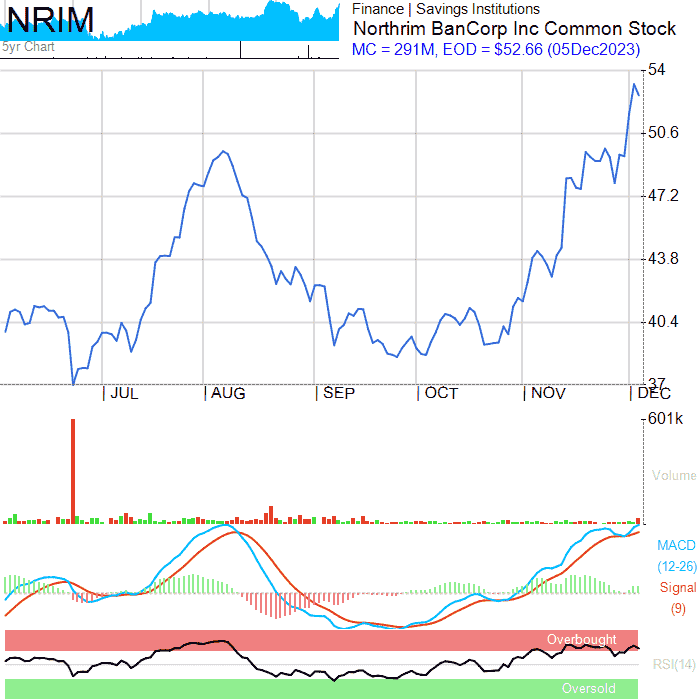 NRIM
5yr Chart
Finance | Savings Institutions
Northrim BanCorp Inc Common Stock
MC = 291M, EOD = $52.66 (05Dec2023)
54
50.6
47.2
43.8
40.4
37
JUL AUG SEP OCT NOV DEC
601k
Volume
MACD
(12-26)
Signal
(9)
Overbought
RSI(14)
Oversold